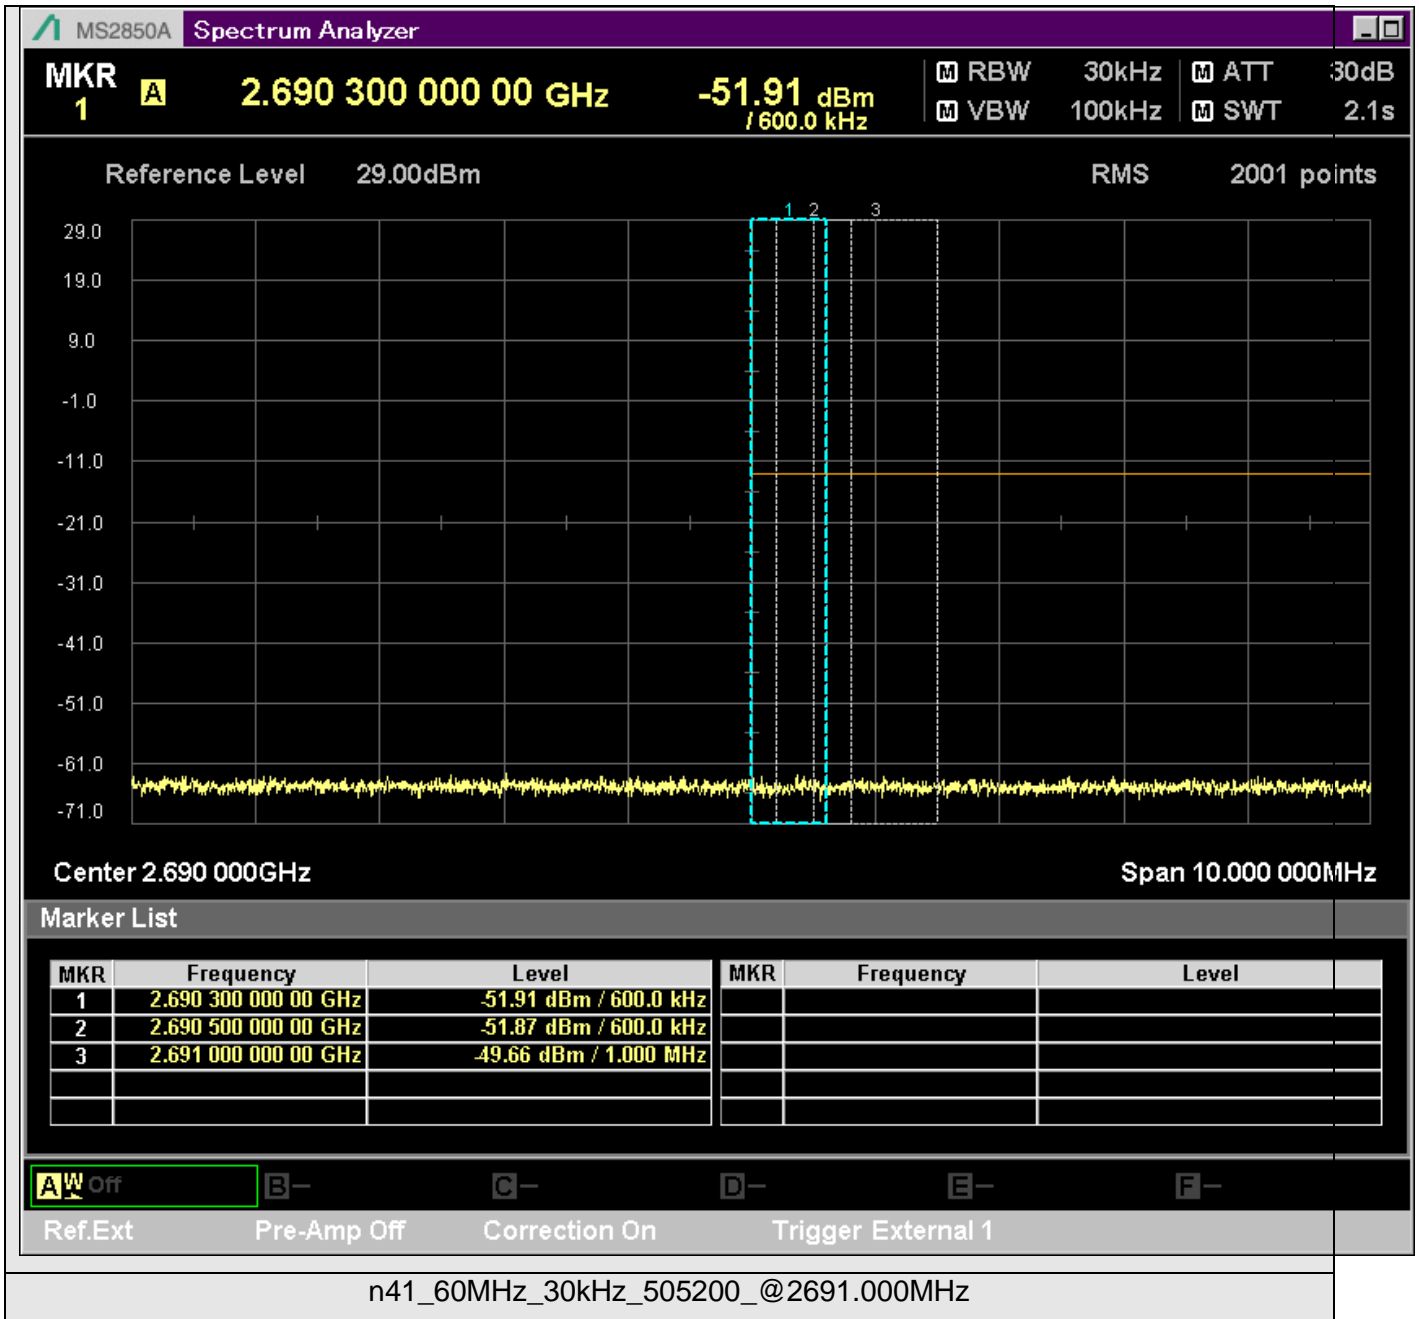 MS2850A Spectrum Analyzer
MKR 1 A 2.690 300 000 00 GHz -51.91 dBm / 600.0 kHz
M RBW 30kHz M ATT 30dB
M VBW 100kHz M SWT 2.1s
Reference Level 29.00dBm RMS 2001 points
1 2 3
29.0
19.0
9.0
-1.0
-11.0
-21.0
-31.0
-41.0
-51.0
-61.0
-71.0
Center 2.690 000GHz Span 10.000 000MHz
Marker List
MKR Frequency Level MKR Frequency Level
1 2.690 300 000 00 GHz -51.91 dBm / 600.0 kHz
2 2.690 500 000 00 GHz -51.87 dBm / 600.0 kHz
3 2.691 000 000 00 GHz -49.66 dBm / 1.000 MHz
A W Off B- C- D- E- F-
Ref.Ext Pre-Amp Off Correction On Trigger External 1
n41_60MHz_30kHz_505200_@2691.000MHz